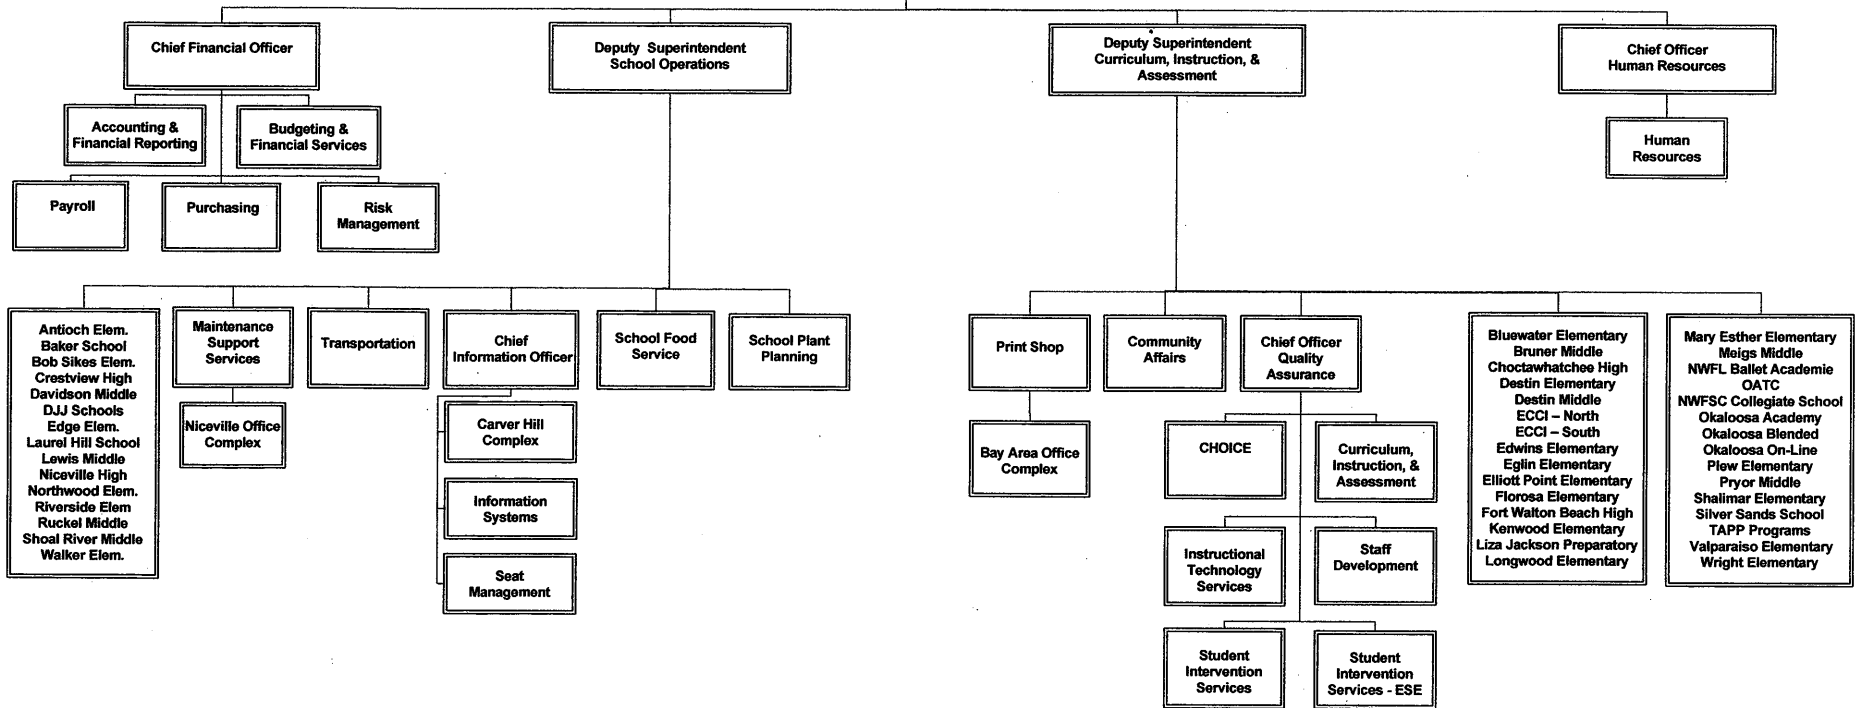 Chief Financial Officer
Deputy Superintendent
School Operations
Deputy Superintendent
Curriculum, Instruction, &
Assessment
Chief Officer
Human Resources
Accounting &
Financial Reporting
Budgeting &
Financial Services
Human
Resources
Payroll
Purchasing
Risk
Management
Antioch Elem.
Baker School
Bob Sikes Elem.
Crestview High
Davidson Middle
DJJ Schools
Edge Elem.
Laurel Hill School
Lewis Middle
Niceville High
Northwood Elem.
Riverside Elem
Ruckel Middle
Shoal River Middle
Walker Elem.
Maintenance
Support
Services
Niceville Office
Complex
Transportation
Chief
Information Officer
Carver Hill
Complex
Information
Systems
Seat
Management
School Food
Service
School Plant
Planning
Print Shop
Bay Area Office
Complex
Community
Affairs
Chief Officer
Quality
Assurance
CHOICE
Curriculum,
Instruction, &
Assessment
Instructional
Technology
Services
Staff
Development
Student
Intervention
Services
Student
Intervention
Services - ESE
Bluewater Elementary
Bruner Middle
Choctawhatchee High
Destin Elementary
Destin Middle
ECCI – North
ECCI – South
Edwins Elementary
Eglin Elementary
Elliott Point Elementary
Florosa Elementary
Fort Walton Beach High
Kenwood Elementary
Liza Jackson Preparatory
Longwood Elementary
Mary Esther Elementary
Meigs Middle
NWFL Ballet Academie
OATC
NWFSC Collegiate School
Okaloosa Academy
Okaloosa Blended
Okaloosa On-Line
Plew Elementary
Pryor Middle
Shalimar Elementary
Silver Sands School
TAPP Programs
Valparaiso Elementary
Wright Elementary